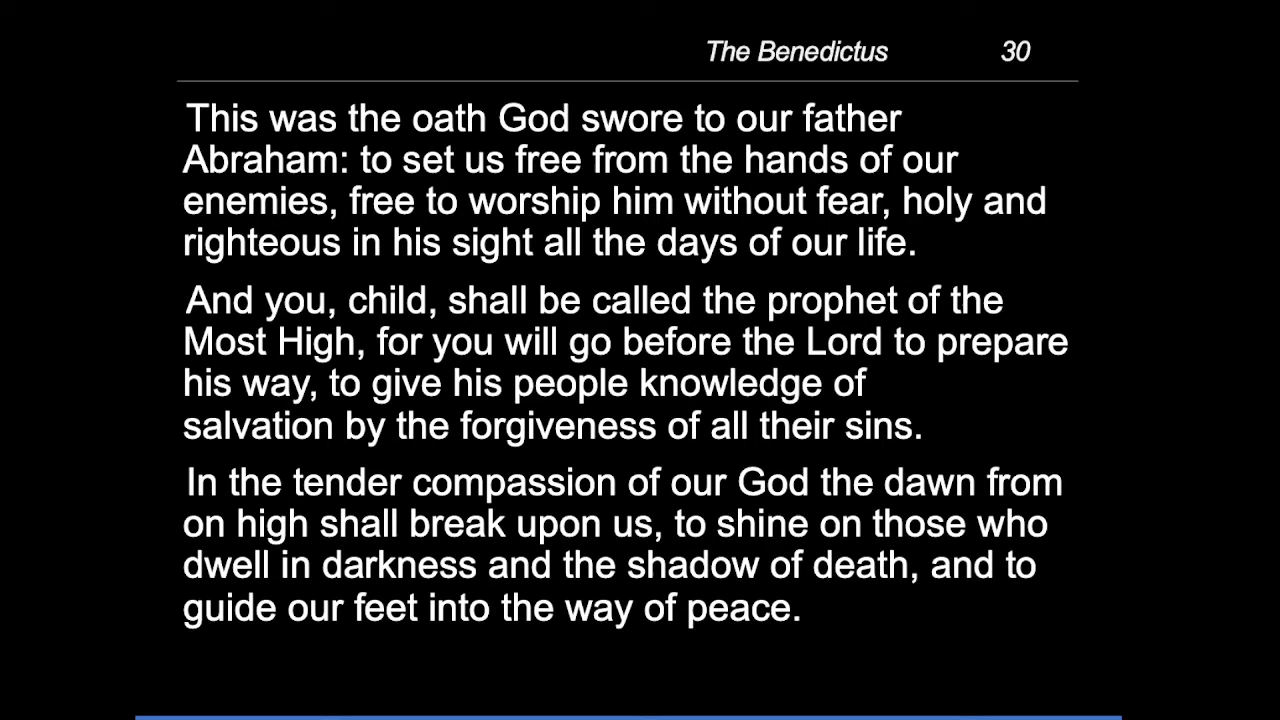 The Benedictus 30
This was the oath God swore to our father
Abraham: to set us free from the hands of our
enemies, free to worship him without fear, holy and
righteous in his sight all the days of our life.
And you, child, shall be called the prophet of the
Most High, for you will go before the Lord to prepare
his way, to give his people knowledge of
salvation by the forgiveness of all their sins.
In the tender compassion of our God the dawn from
on high shall break upon us, to shine on those who
dwell in darkness and the shadow of death, and to
guide our feet into the way of peace.